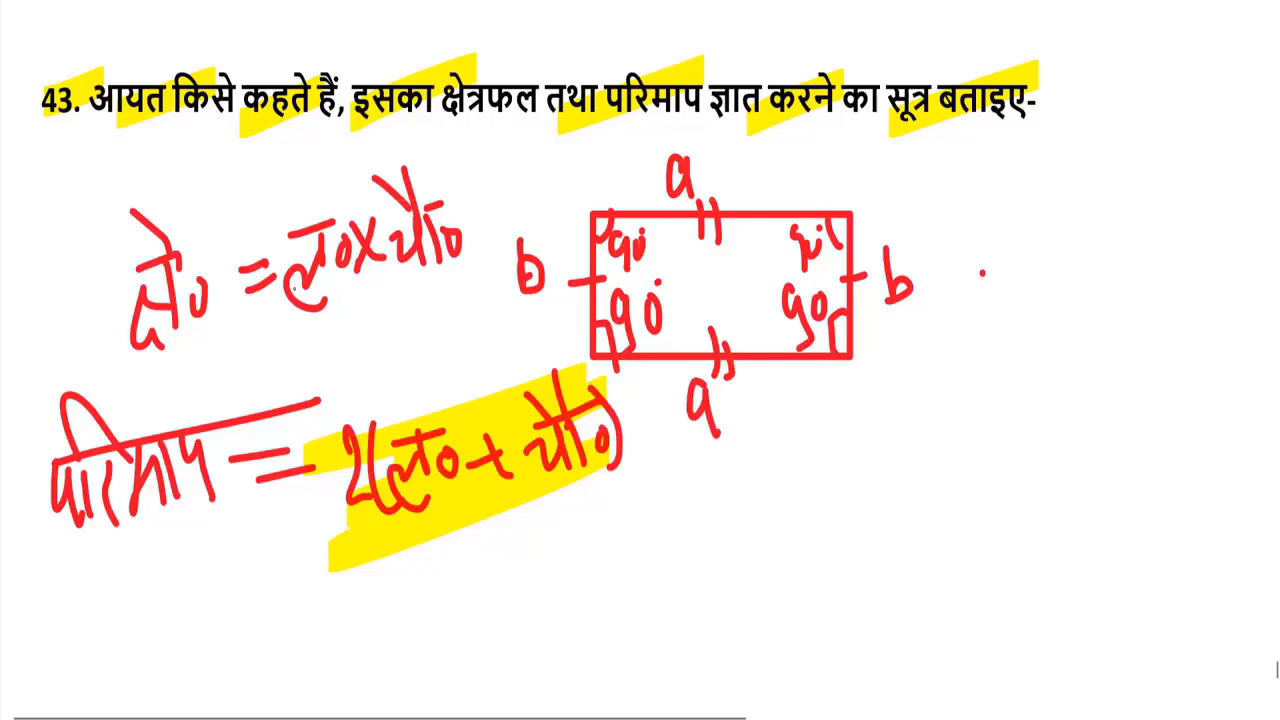 43. आयत किसे कहते हैं, इसका क्षेत्रफल तथा परिमाप ज्ञात करने का सूत्र बताइए-
a
क्षे० = ल० × चौ०
b 90° 90° b
90° 90°
a
परिमाप = 2(ल० + चौ०)